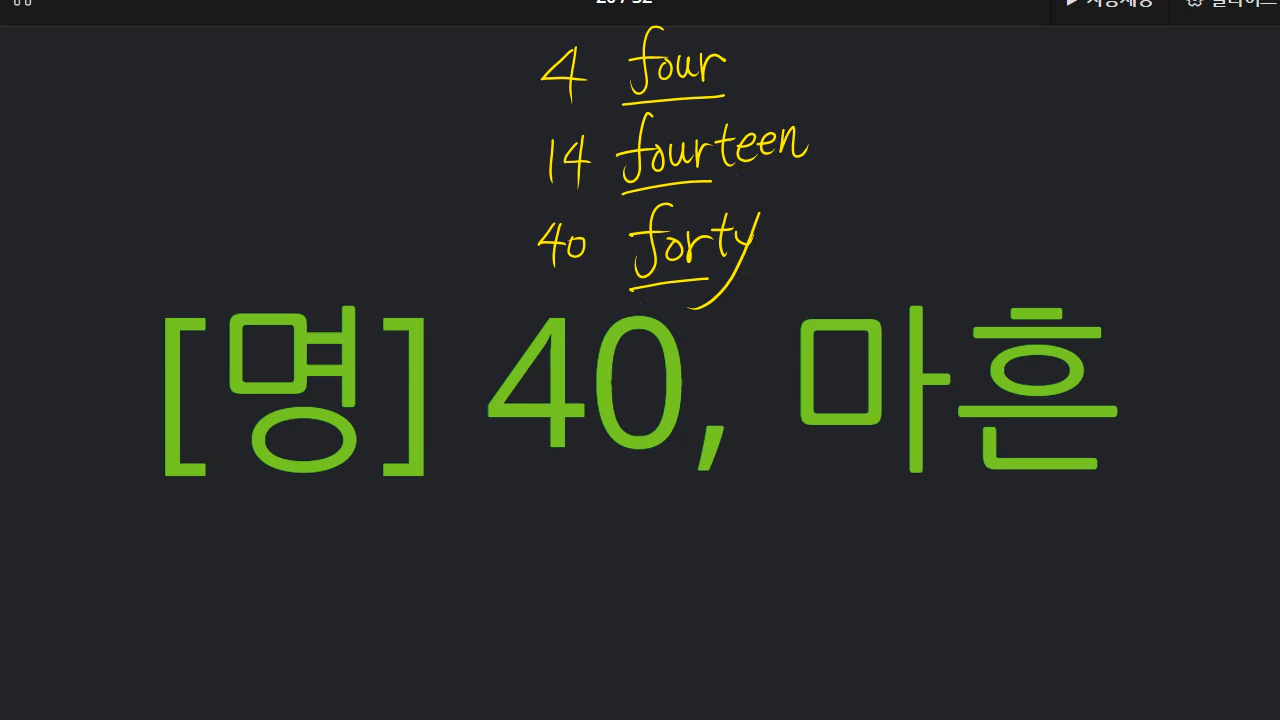 4 four
14 fourteen
40 forty
[명] 40, 마흔